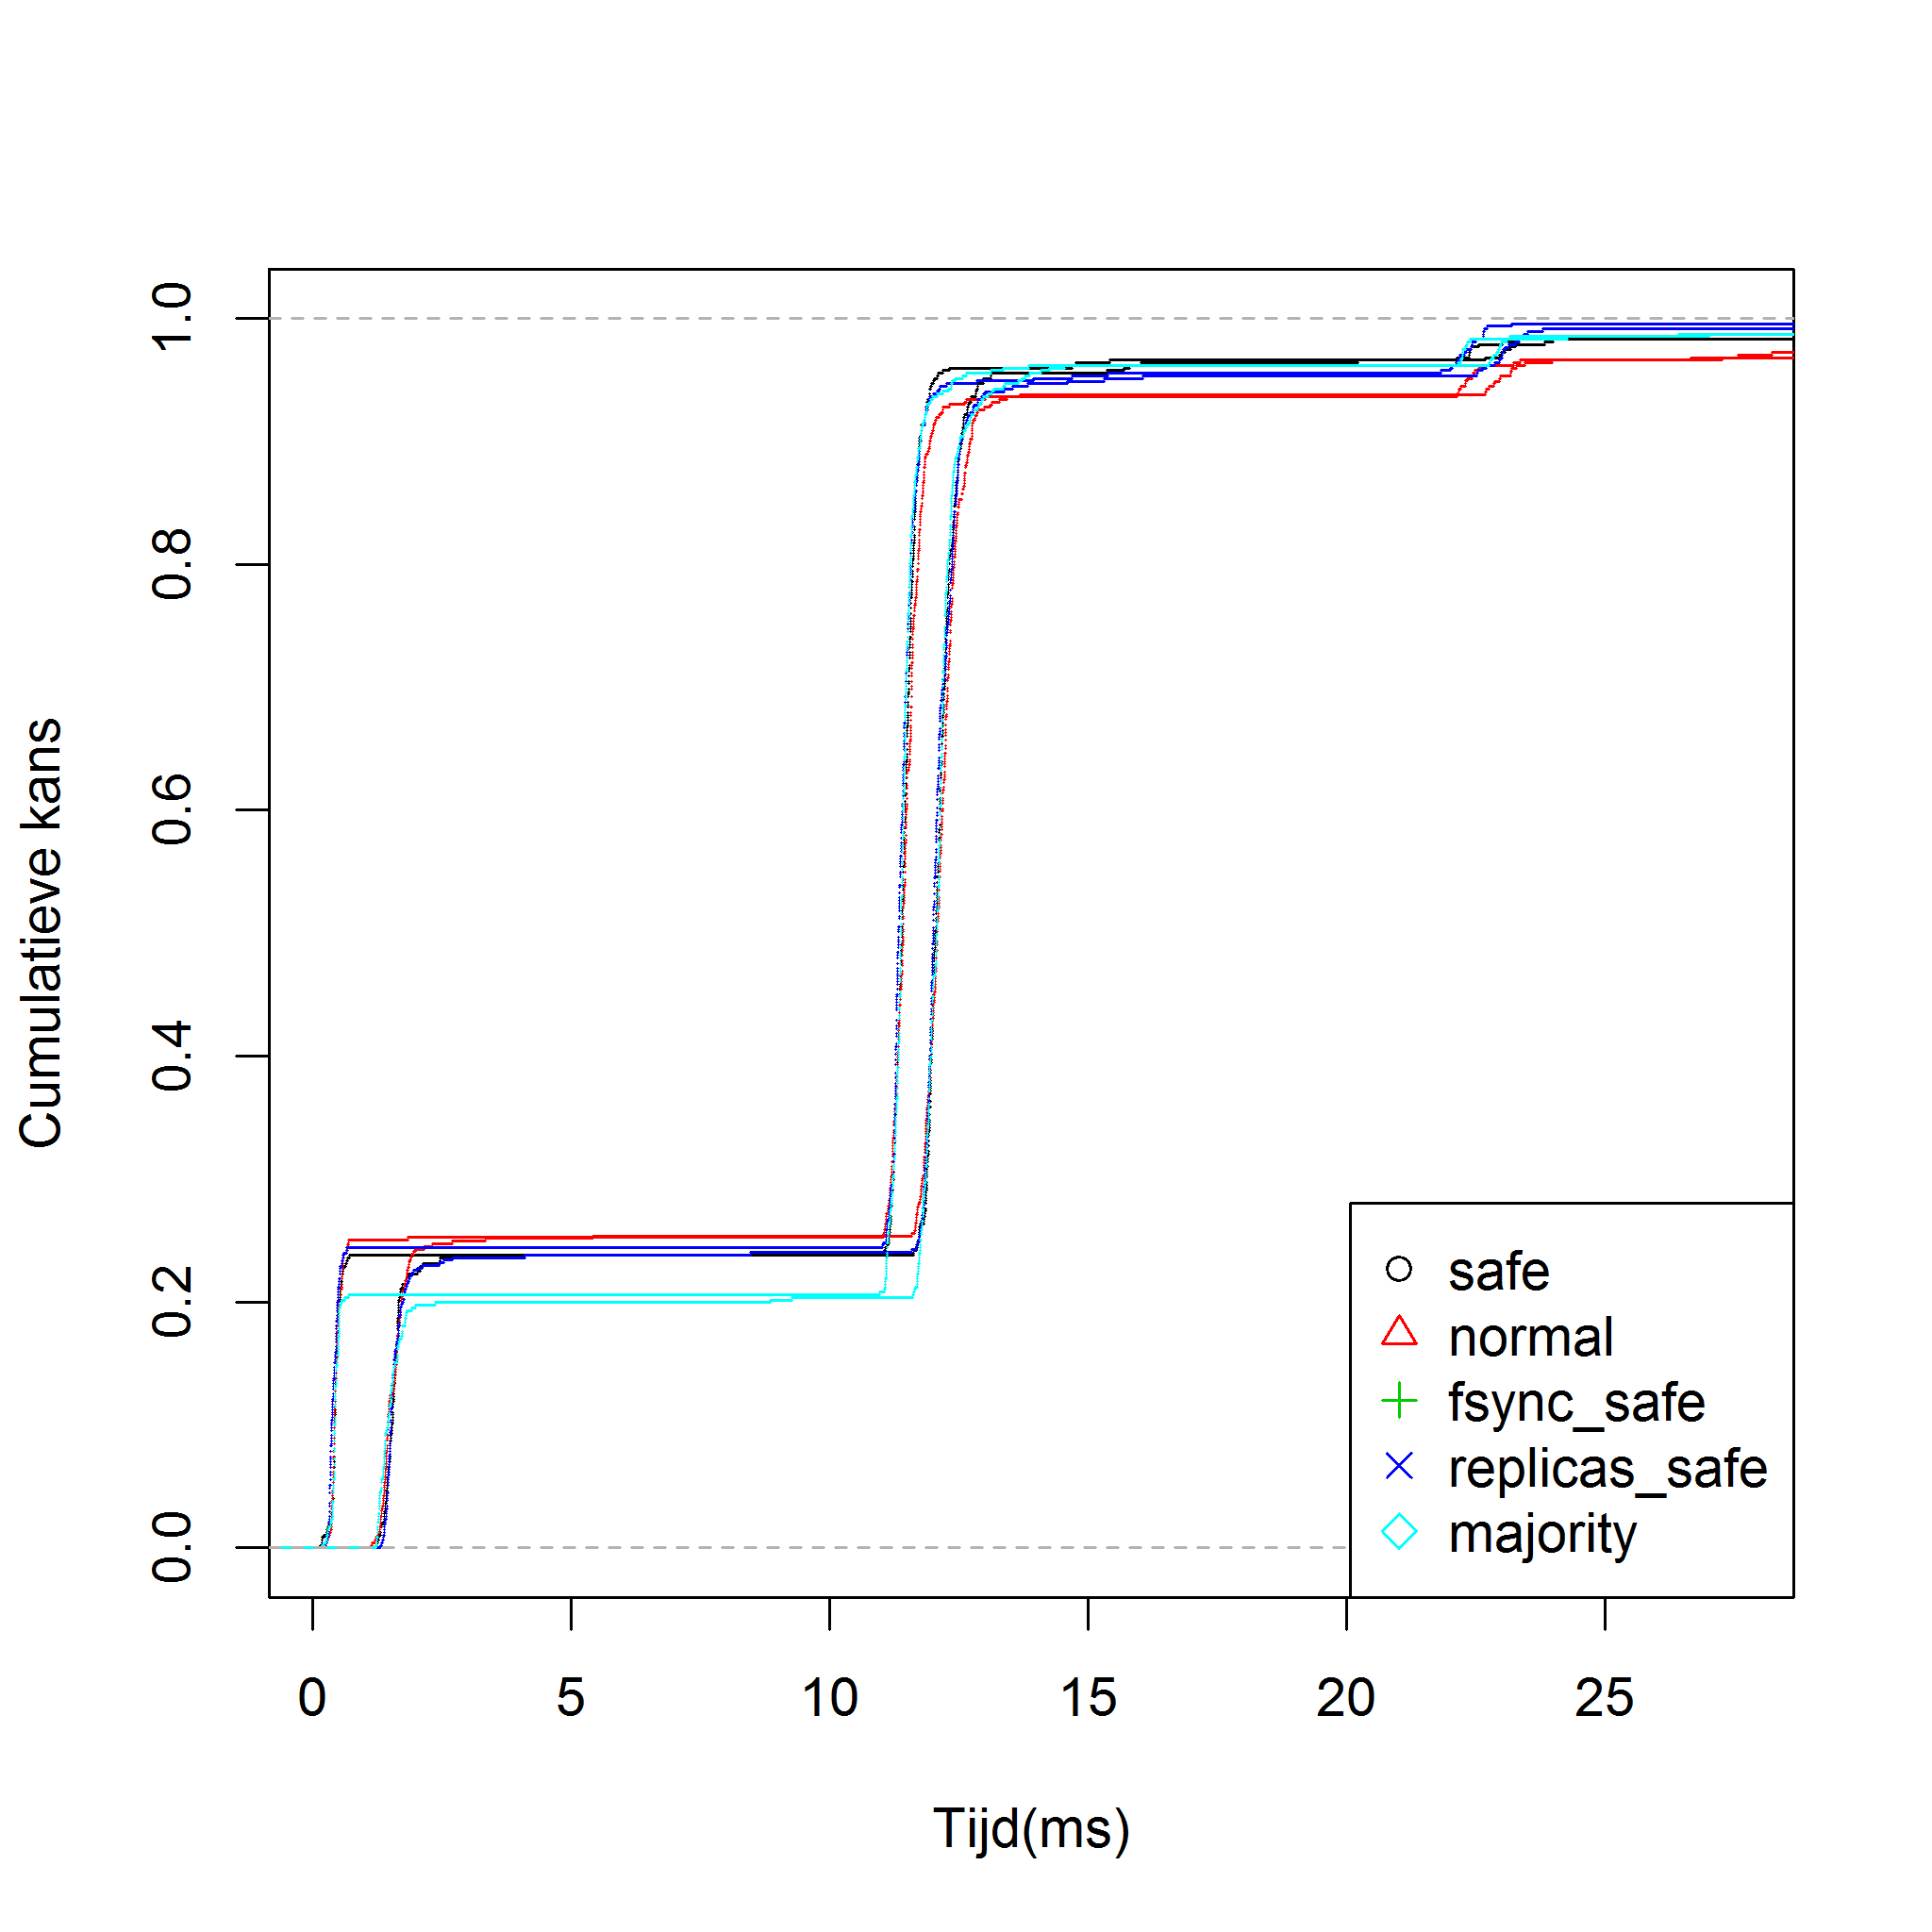 Cumulatieve kans
1.0
0.8
0.6
0.4
0.2
0.0
safe
normal
fsync_safe
replicas_safe
majority
0 5 10 15 20 25
Tijd(ms)